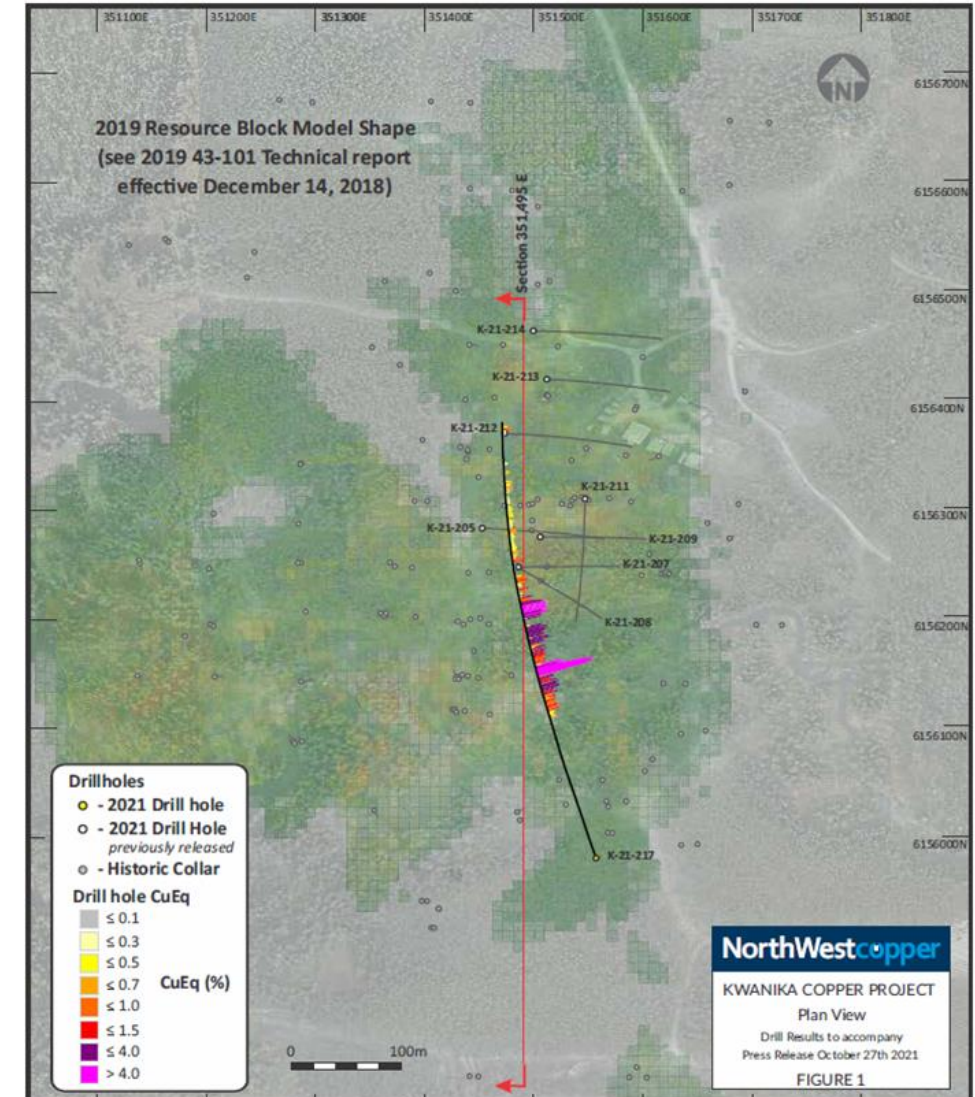 351100E 351200E 351300E 351400E 351500E 351600E 351700E 351800E
6156700N
N
2019 Resource Block Model Shape
(see 2019 43-101 Technical report
effective December 14, 2018)
6156600N
Section 351,495 E
6156500N
K-21-214
K-21-213
6156400N
K-21-212
K-21-211
6156300N
K-21-205
K-21-209
K-21-207
6156200N
K-21-208
6156100N
6156000N
K-21-217
Drillholes
- 2021 Drill hole
- 2021 Drill Hole
previously released
- Historic Collar
Drill hole CuEq
≤ 0.1
≤ 0.3
≤ 0.5
≤ 0.7
CuEq (%)
≤ 1.0
≤ 1.5
≤ 4.0
> 4.0
0 100m
NorthWestcopper
KWANIKA COPPER PROJECT
Plan View
Drill Results to accompany
Press Release October 27th 2021
FIGURE 1